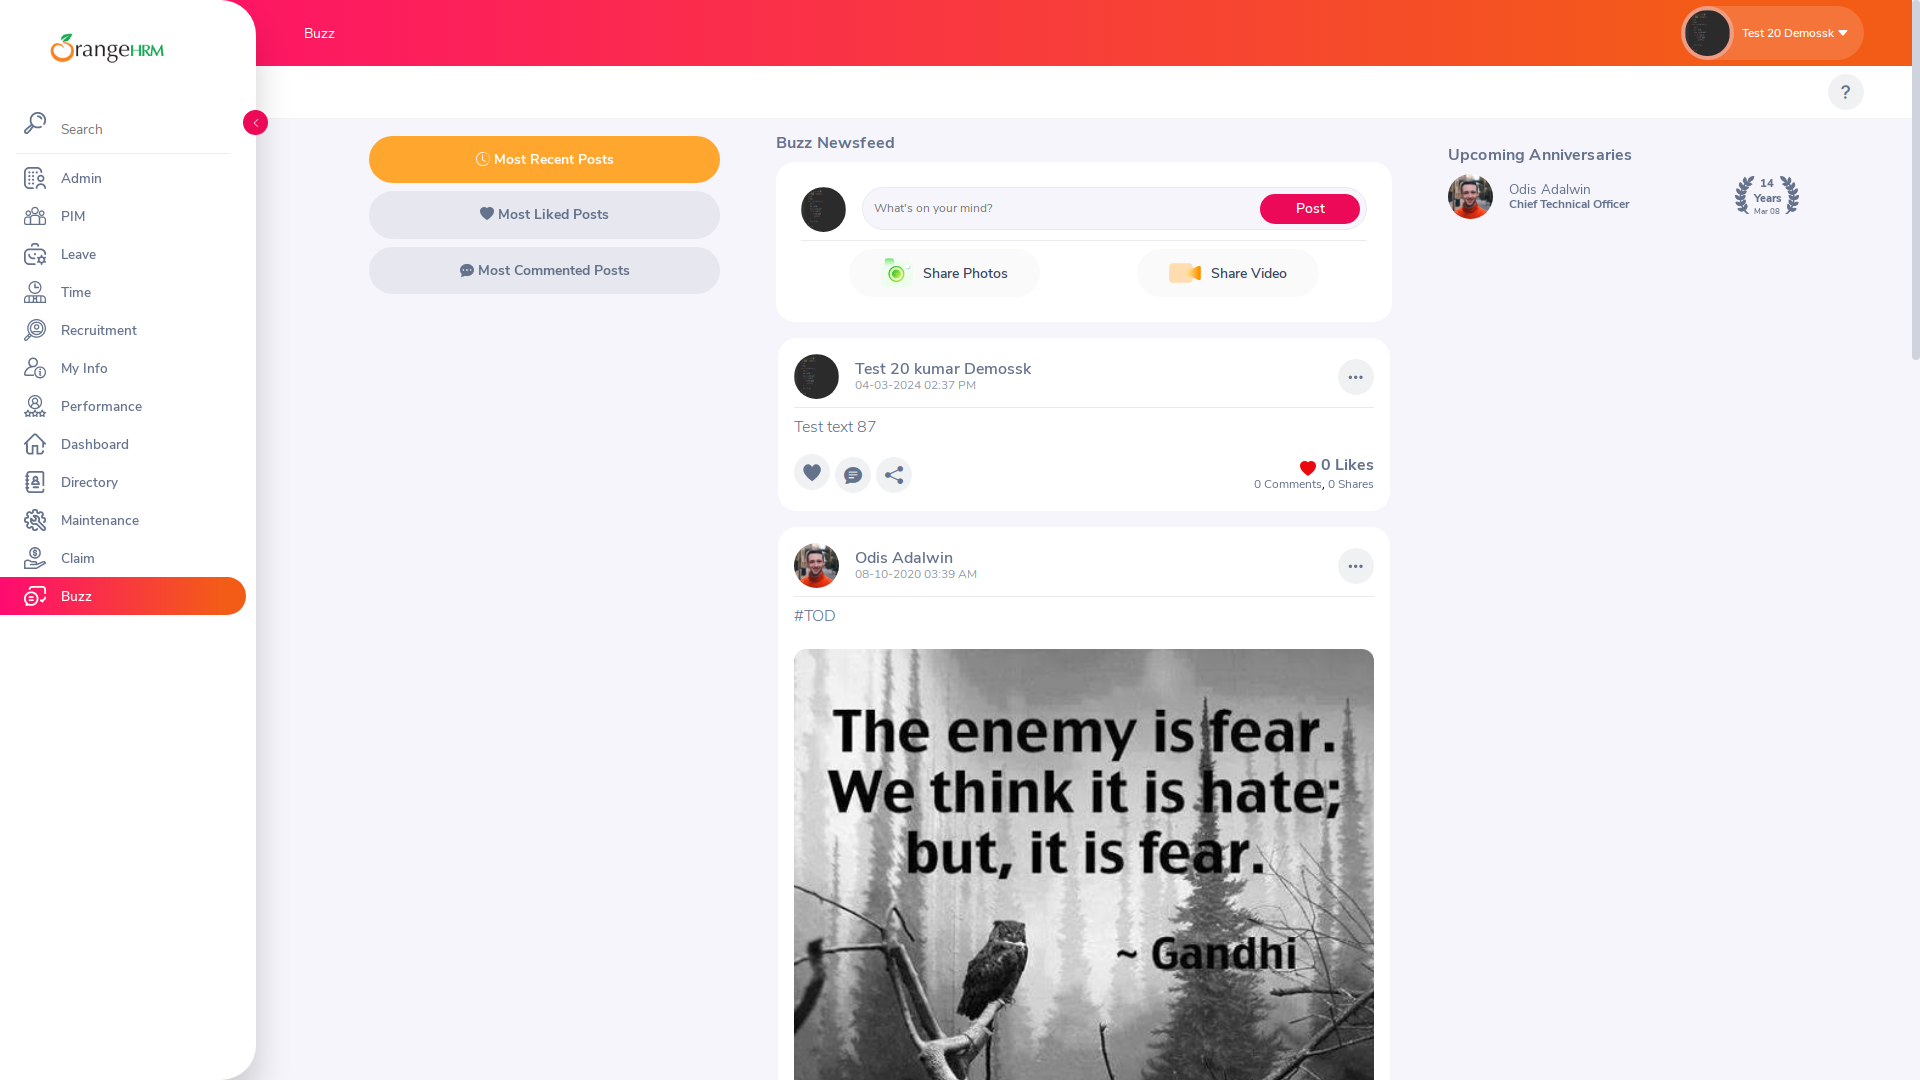 OrangeHRM
Search
Admin
PIM
Leave
Time
Recruitment
My Info
Performance
Dashboard
Directory
Maintenance
Claim
Buzz
Buzz
Test 20 Demossk
?
Most Recent Posts
Most Liked Posts
Most Commented Posts
Buzz Newsfeed
What's on your mind?
Post
Share Photos
Share Video
Test 20 kumar Demossk
04-03-2024 02:37 PM
Test text 87
0 Likes
0 Comments, 0 Shares
Odis Adalwin
08-10-2020 03:39 AM
#TOD
The enemy is fear.
We think it is hate;
but, it is fear.
~ Gandhi
Upcoming Anniversaries
Odis Adalwin
Chief Technical Officer
14
Years
Mar 08